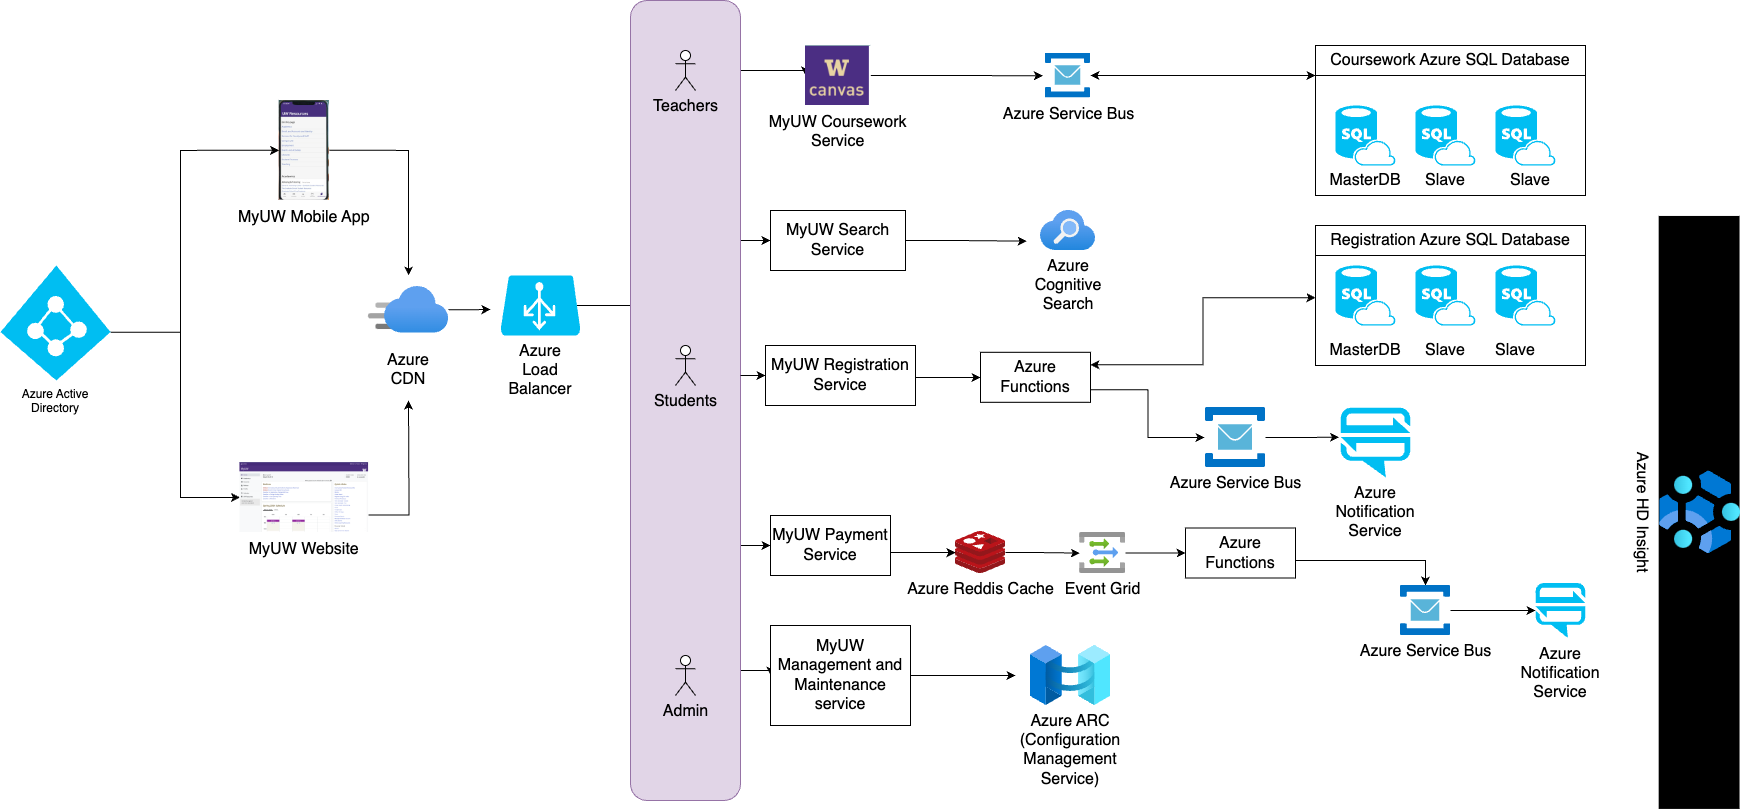 Teachers
W
canvas
MyUW Coursework
Service
Azure Service Bus
Coursework Azure SQL Database
SQL
SQL
SQL
MasterDB
Slave
Slave
UW Resources
MyUW Mobile App
MyUW Search
Service
Azure
Cognitive
Search
Registration Azure SQL Database
SQL
SQL
SQL
MasterDB
Slave
Slave
Azure Active
Directory
Azure
CDN
Azure
Load
Balancer
Students
MyUW Registration
Service
Azure
Functions
Azure Service Bus
Azure
Notification
Service
MyUW Website
MyUW Payment
Service
Azure Reddis Cache
Event Grid
Azure
Functions
Azure Service Bus
Azure
Notification
Service
Admin
MyUW
Management and
Maintenance
service
Azure ARC
(Configuration
Management
Service)
Azure HD Insight